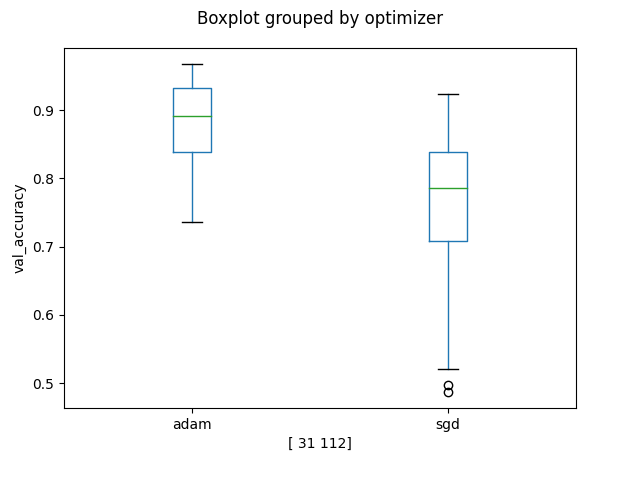 Boxplot grouped by optimizer
val_accuracy
0.9
0.8
0.7
0.6
0.5
adam
sgd
[ 31 112]